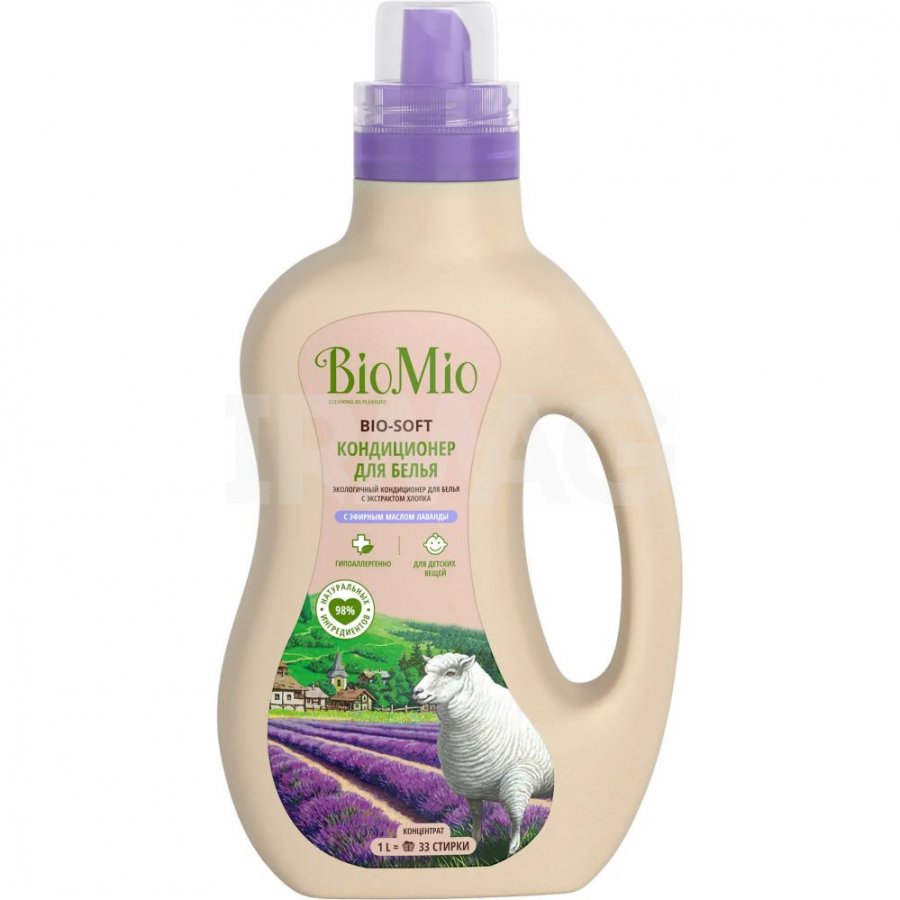 BioMio
CLEANING AS PLEASURE
BIO-SOFT
КОНДИЦИОНЕР
ДЛЯ БЕЛЬЯ
ЭКОЛОГИЧНЫЙ КОНДИЦИОНЕР ДЛЯ БЕЛЬЯ
С ЭКСТРАКТОМ ХЛОПКА
С ЭФИРНЫМ МАСЛОМ ЛАВАНДЫ
ГИПОАЛЛЕРГЕННО
ДЛЯ ДЕТСКИХ
ВЕЩЕЙ
НАТУРАЛЬНЫХ
98%
ИНГРЕДИЕНТОВ
КОНЦЕНТРАТ
1 L = 33 СТИРКИ
IRMAG